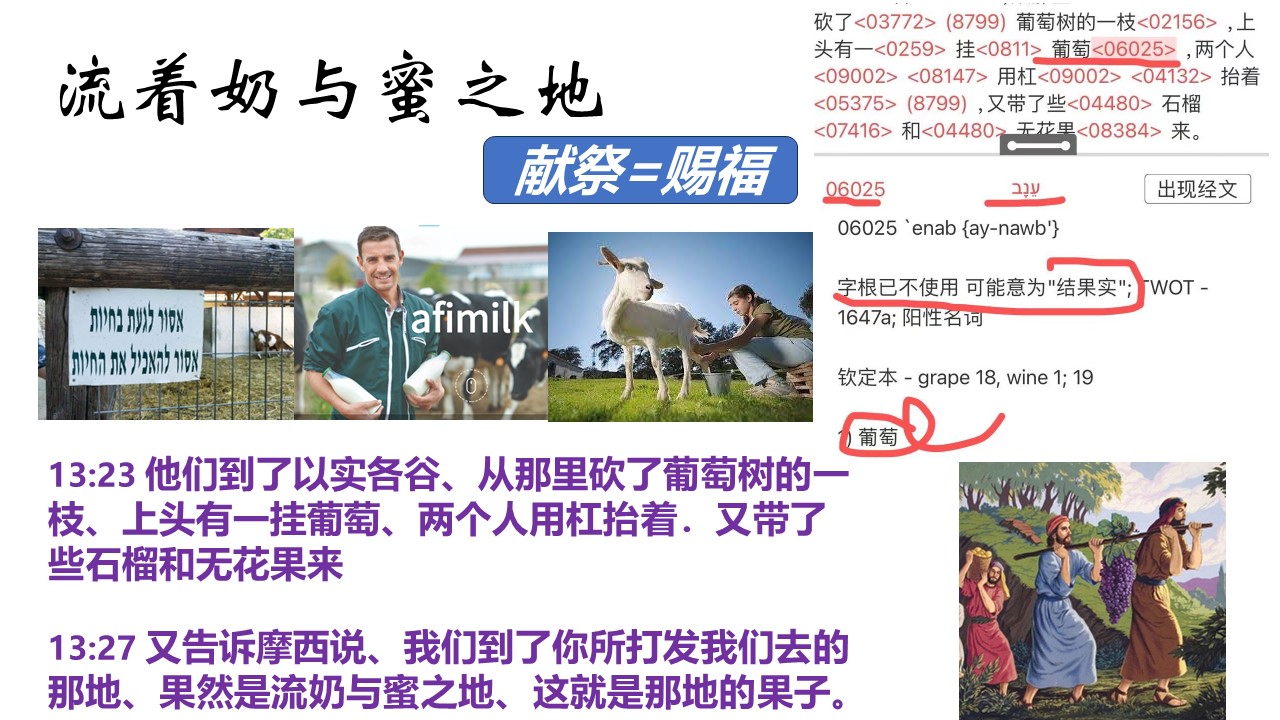 流着奶与蜜之地
献祭=赐福
砍了<03772> (8799) 葡萄树的一枝<02156> ,上
头有一<0259> 挂<0811> 葡萄<06025> ,两个人
<09002> <08147> 用杠<09002> <04132> 抬着
<05375> (8799) ,又带了些<04480> 石榴
<07416> 和<04480> 无花果<08384> 来。
06025 עֵנָב 出现经文
06025 `enab {ay-nawb'}
字根已不使用 可能意为"结果实"; TWOT -
1647a; 阳性名词
钦定本 - grape 18, wine 1; 19
1) 葡萄
אסור לגעת בחיות
אסור להאכיל את החיות
afimilk
13:23 他们到了以实各谷、从那里砍了葡萄树的一
枝、上头有一挂葡萄、两个人用杠抬着．又带了
些石榴和无花果来
13:27 又告诉摩西说、我们到了你所打发我们去的
那地、果然是流奶与蜜之地、这就是那地的果子。